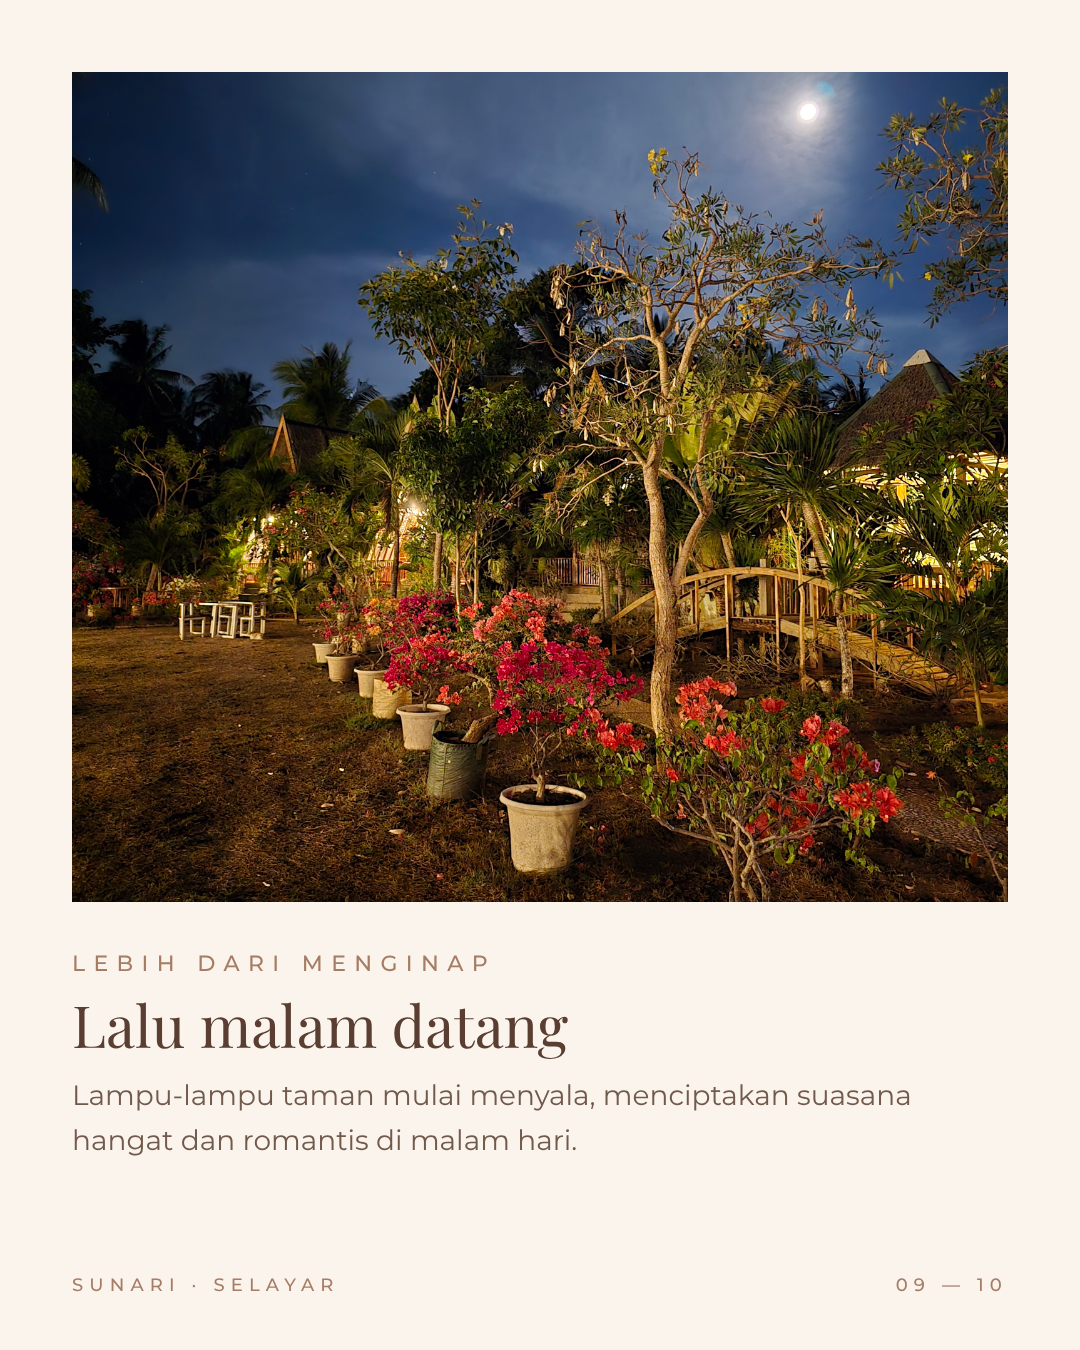 LEBIH DARI MENGINAP
Lalu malam datang
Lampu-lampu taman mulai menyala, menciptakan suasana
hangat dan romantis di malam hari.
SUNARI · SELAYAR
09 — 10